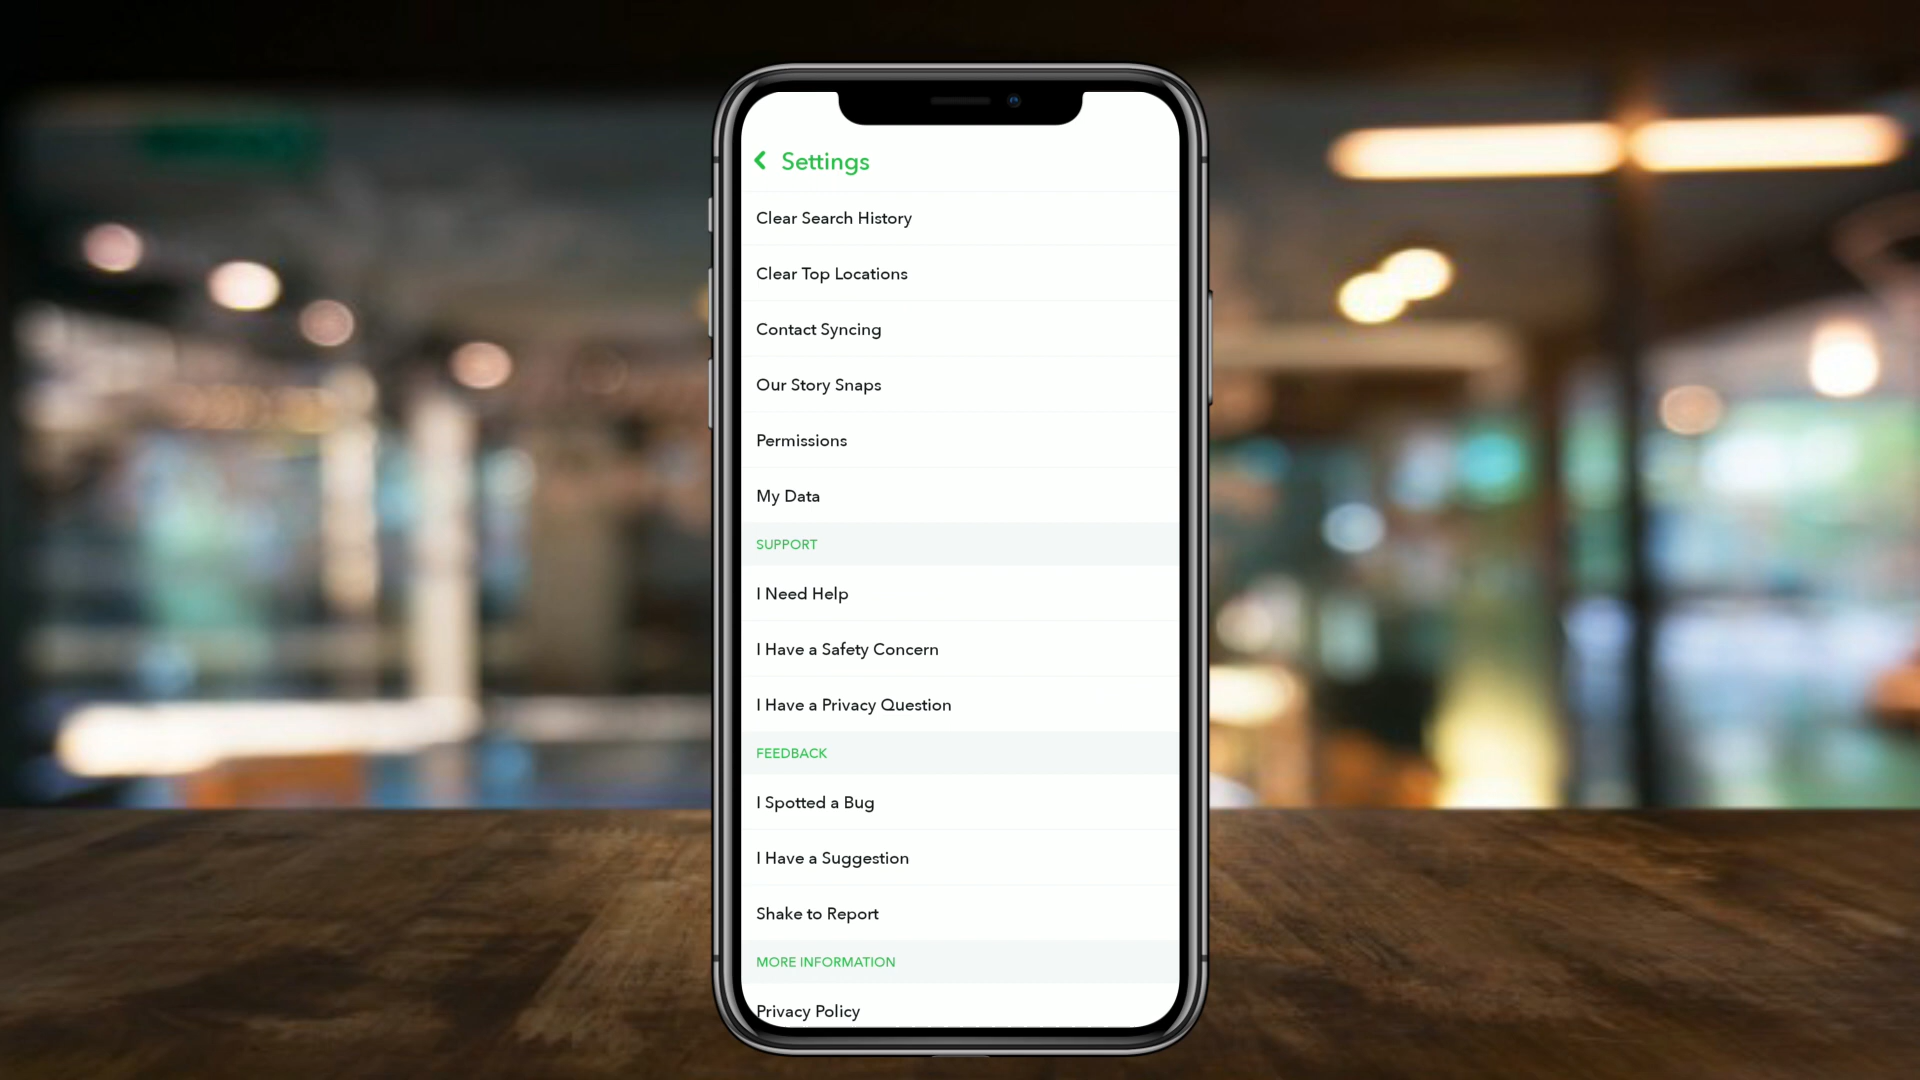 Settings
Clear Search History
Clear Top Locations
Contact Syncing
Our Story Snaps
Permissions
My Data
SUPPORT
I Need Help
I Have a Safety Concern
I Have a Privacy Question
FEEDBACK
I Spotted a Bug
I Have a Suggestion
Shake to Report
MORE INFORMATION
Privacy Policy